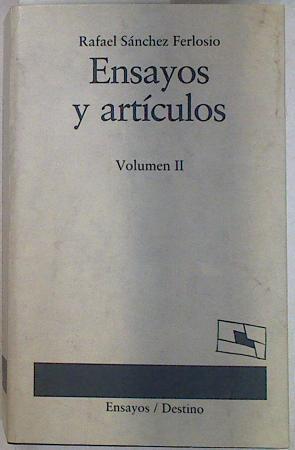 Rafael Sánchez Ferlosio
Ensayos
y artículos
Volumen II
Ensayos / Destino